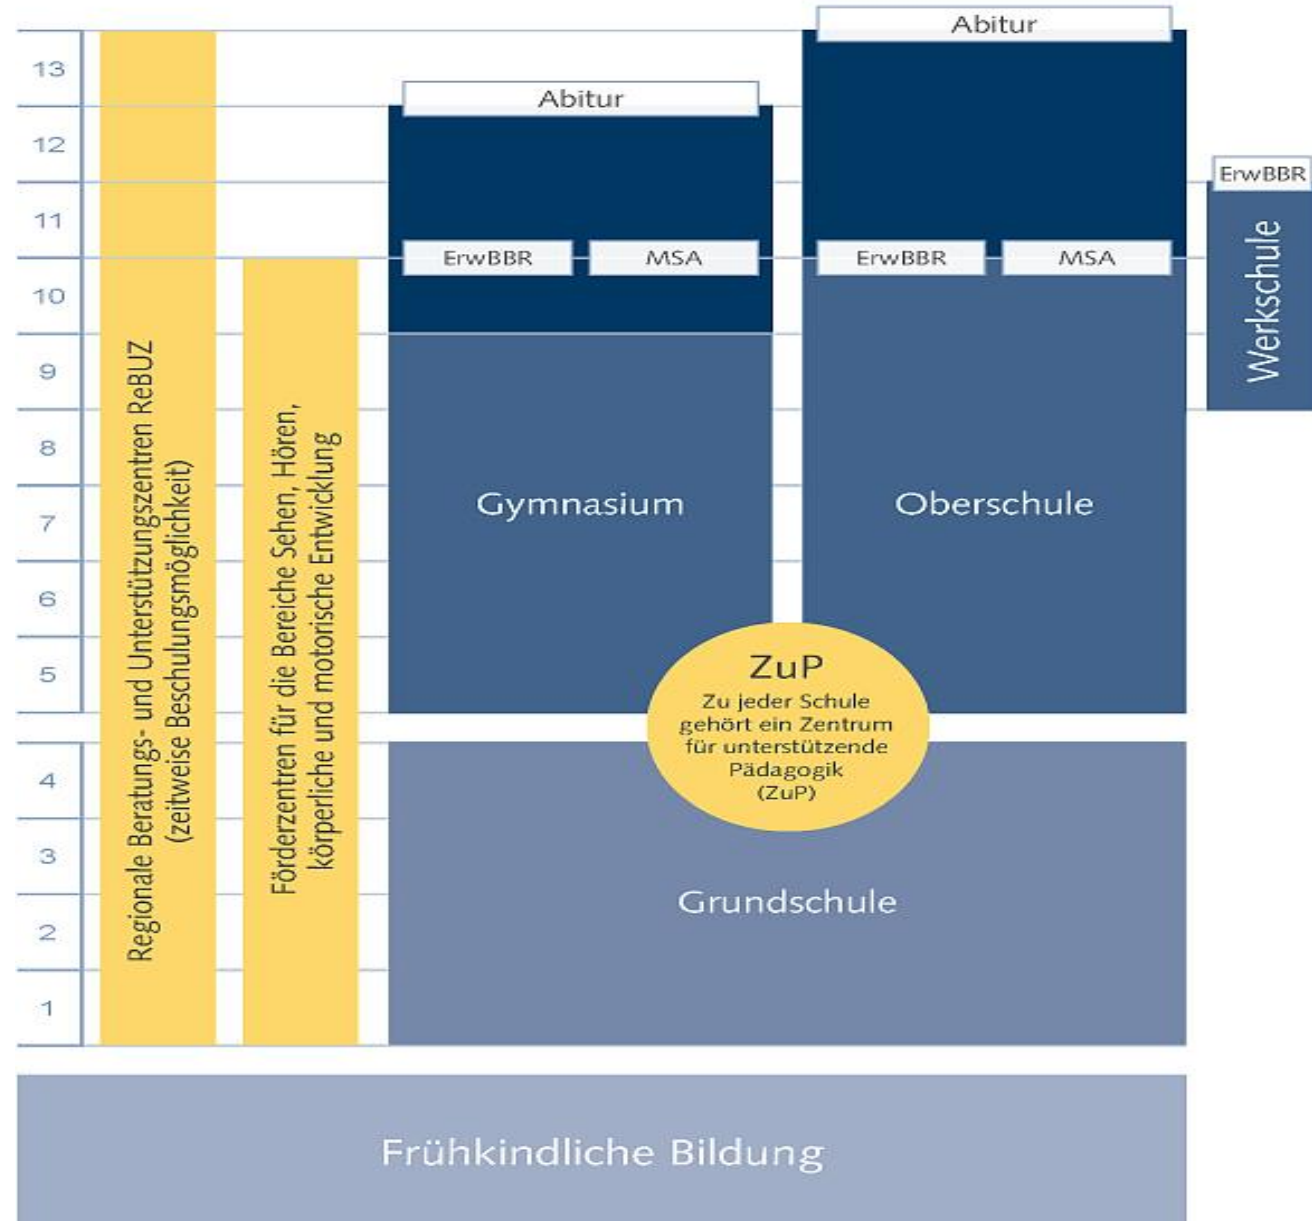 Abitur
13
Abitur
12
ErwBBR
11
ErwBBR
MSA
ErwBBR
MSA
Werkschule
10
9
8
Gymnasium
Oberschule
7
6
5
ZuP
Zu jeder Schule
gehört ein Zentrum
für unterstützende
Pädagogik
(ZuP)
Regionale Beratungs- und Unterstützungszentren ReBUZ
(zeitweise Beschulungsmöglichkeit)
Förderzentren für die Bereiche Sehen, Hören,
körperliche und motorische Entwicklung
4
3
Grundschule
2
1
Frühkindliche Bildung